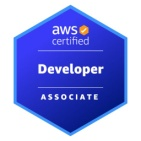 aws
certified
Developer
ASSOCIATE